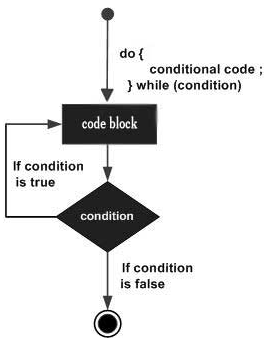 do {
conditional code ;
} while (condition)
code block
If condition
is true
condition
If condition
is false